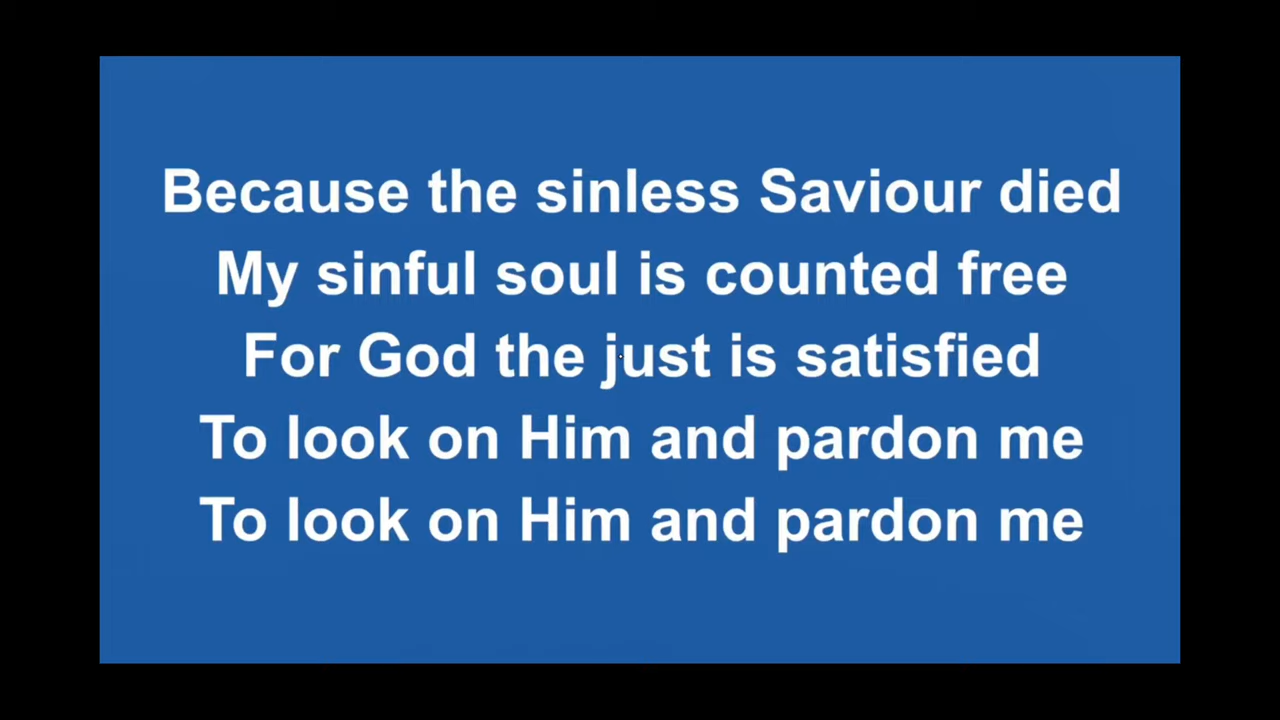 Because the sinless Saviour died
My sinful soul is counted free
For God the just is satisfied
To look on Him and pardon me
To look on Him and pardon me